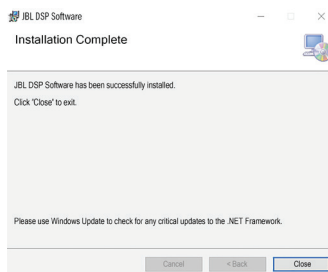 JBL DSP Software
Installation Complete
JBL DSP Software has been successfully installed.
Click 'Close' to exit.
Please use Windows Update to check for any critical updates to the .NET Framework.
Cancel
< Back
Close